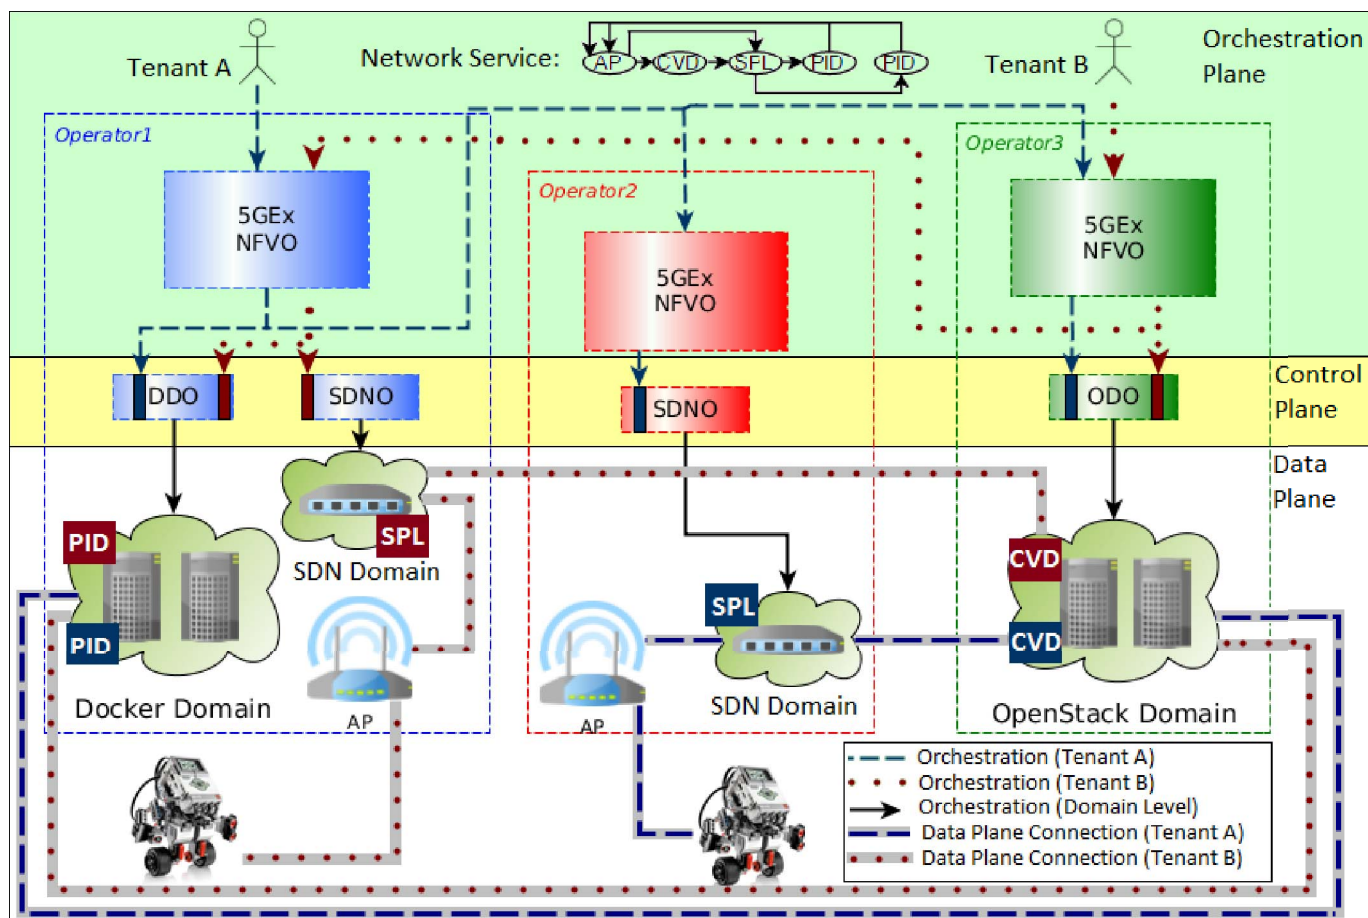 Tenant A
Network Service:
AP
CVD
SPL
PID
PID
Tenant B
Orchestration
Plane
Operator1
Operator2
Operator3
5GEx
NFVO
5GEx
NFVO
5GEx
NFVO
DDO
SDNO
SDNO
ODO
Control
Plane
Data
Plane
PID
SPL
SDN Domain
PID
Docker Domain
AP
SPL
SDN Domain
AP
CVD
CVD
OpenStack Domain
Orchestration (Tenant A)
Orchestration (Tenant B)
Orchestration (Domain Level)
Data Plane Connection (Tenant A)
Data Plane Connection (Tenant B)